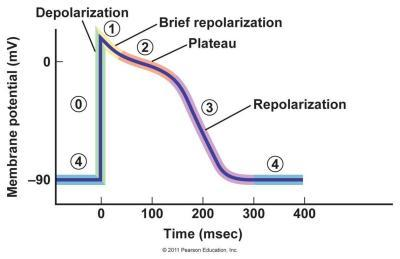 Depolarization
① Brief repolarization
② Plateau
0
⓪
③ Repolarization
④
④
–90
Membrane potential (mV)
0 100 200 300 400
Time (msec)
© 2011 Pearson Education, Inc.